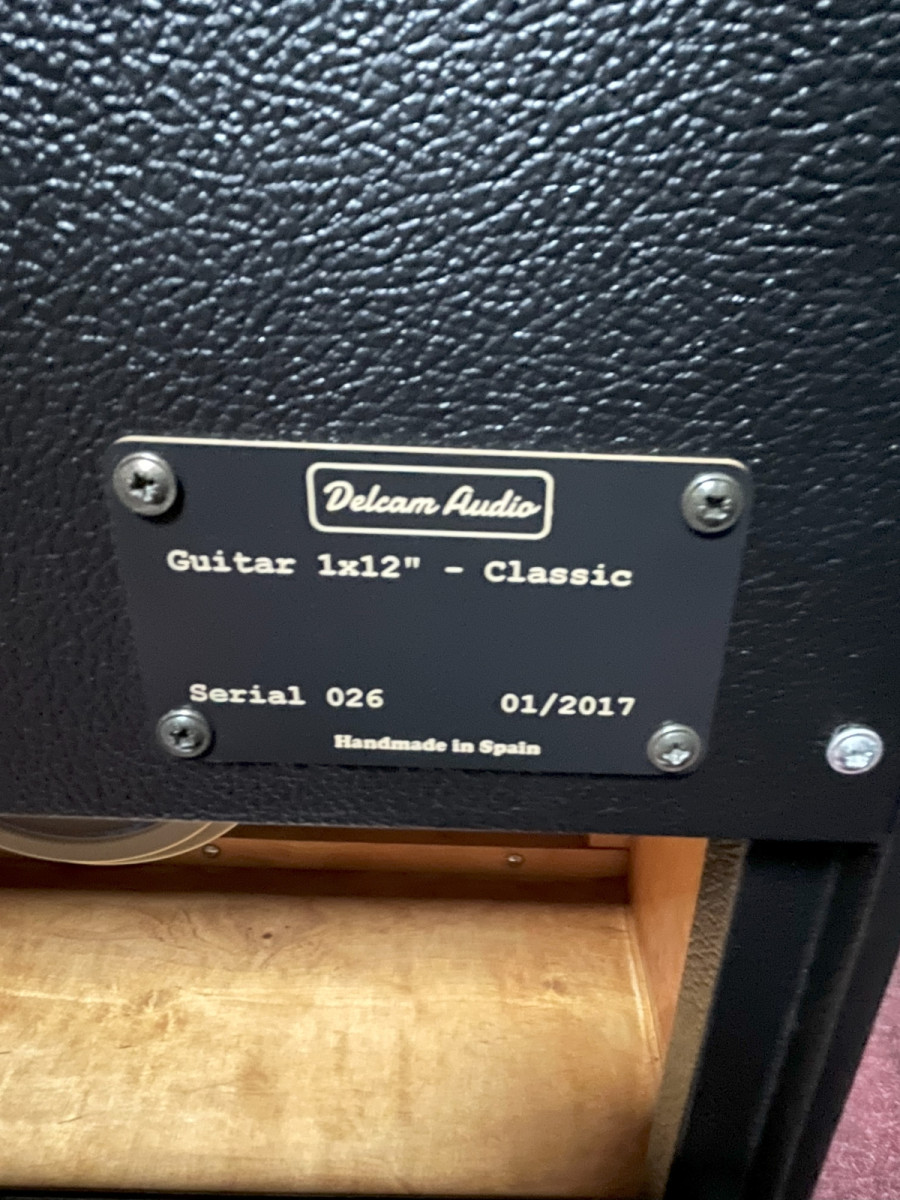 Delcam Audio
Guitar 1x12" - Classic
Serial 026 01/2017
Handmade in Spain